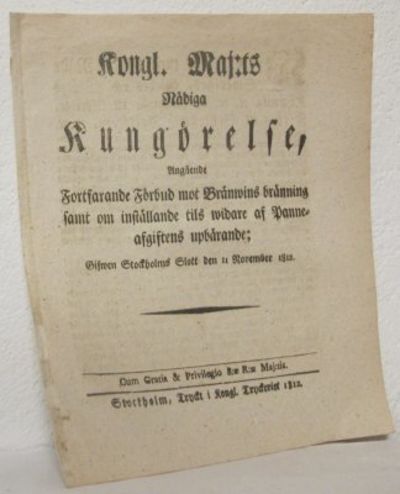 Kongl. Maj:ts
Nådiga
Kungörelse,
Angående
Fortfarande Förbud mot Bränwins bränning
samt om inställande tils widare af Panne-
afgiftens upbärande;
Gifwen Stockholms Slott den 11 November 1812.
Cum Gratia & Privilegio S:æ R:æ Maj:tis.
Stockholm, Tryckt i Kongl. Tryckeriet 1812.